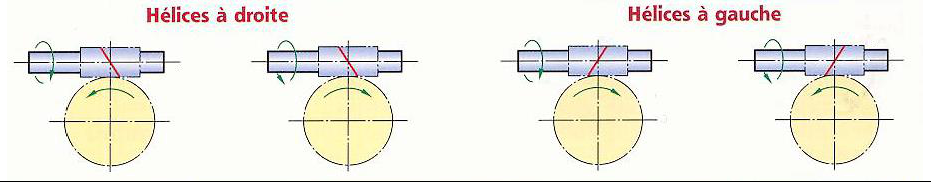 Hélices à droite
Hélices à gauche